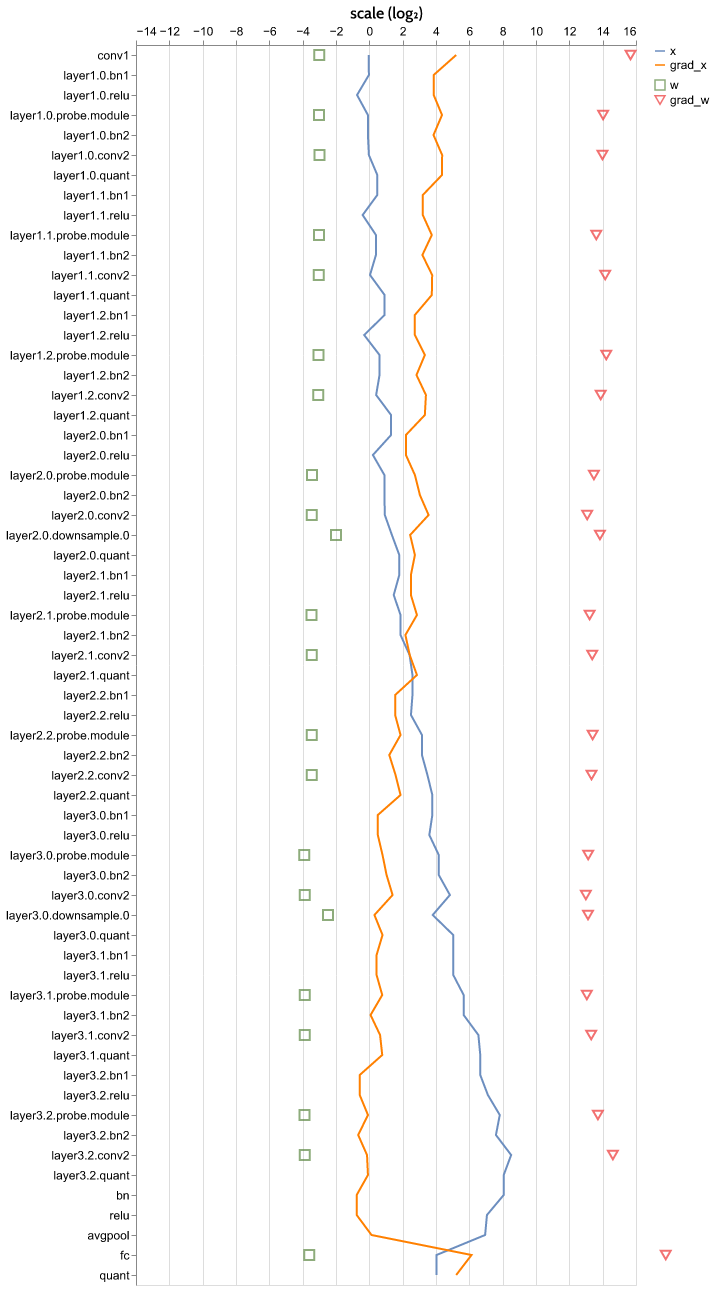 scale (log₂)
−14 −12 −10 −8 −6 −4 −2 0 2 4 6 8 10 12 14 16
x
grad_x
w
grad_w
conv1
layer1.0.bn1
layer1.0.relu
layer1.0.probe.module
layer1.0.bn2
layer1.0.conv2
layer1.0.quant
layer1.1.bn1
layer1.1.relu
layer1.1.probe.module
layer1.1.bn2
layer1.1.conv2
layer1.1.quant
layer1.2.bn1
layer1.2.relu
layer1.2.probe.module
layer1.2.bn2
layer1.2.conv2
layer1.2.quant
layer2.0.bn1
layer2.0.relu
layer2.0.probe.module
layer2.0.bn2
layer2.0.conv2
layer2.0.downsample.0
layer2.0.quant
layer2.1.bn1
layer2.1.relu
layer2.1.probe.module
layer2.1.bn2
layer2.1.conv2
layer2.1.quant
layer2.2.bn1
layer2.2.relu
layer2.2.probe.module
layer2.2.bn2
layer2.2.conv2
layer2.2.quant
layer3.0.bn1
layer3.0.relu
layer3.0.probe.module
layer3.0.bn2
layer3.0.conv2
layer3.0.downsample.0
layer3.0.quant
layer3.1.bn1
layer3.1.relu
layer3.1.probe.module
layer3.1.bn2
layer3.1.conv2
layer3.1.quant
layer3.2.bn1
layer3.2.relu
layer3.2.probe.module
layer3.2.bn2
layer3.2.conv2
layer3.2.quant
bn
relu
avgpool
fc
quant